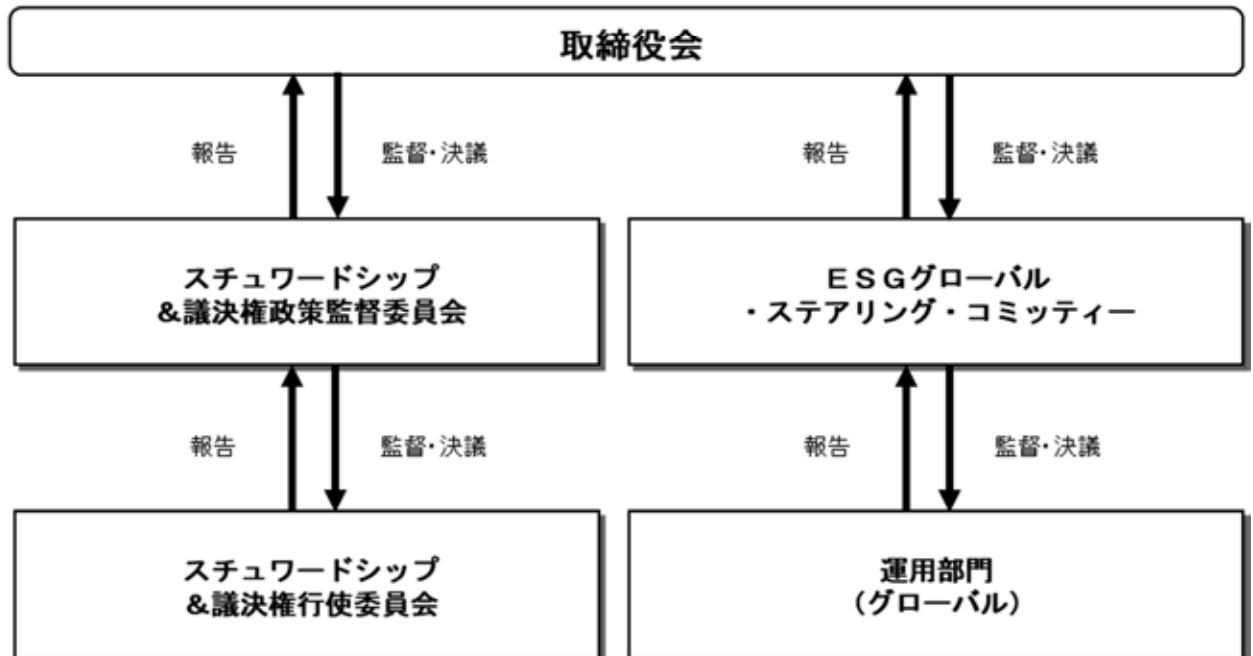 取締役会
報告
監督・決議
報告
監督・決議
スチュワードシップ
&議決権政策監督委員会
ESGグローバル
・ステアリング・コミッティー
報告
監督・決議
報告
監督・決議
スチュワードシップ
&議決権行使委員会
運用部門
(グローバル)